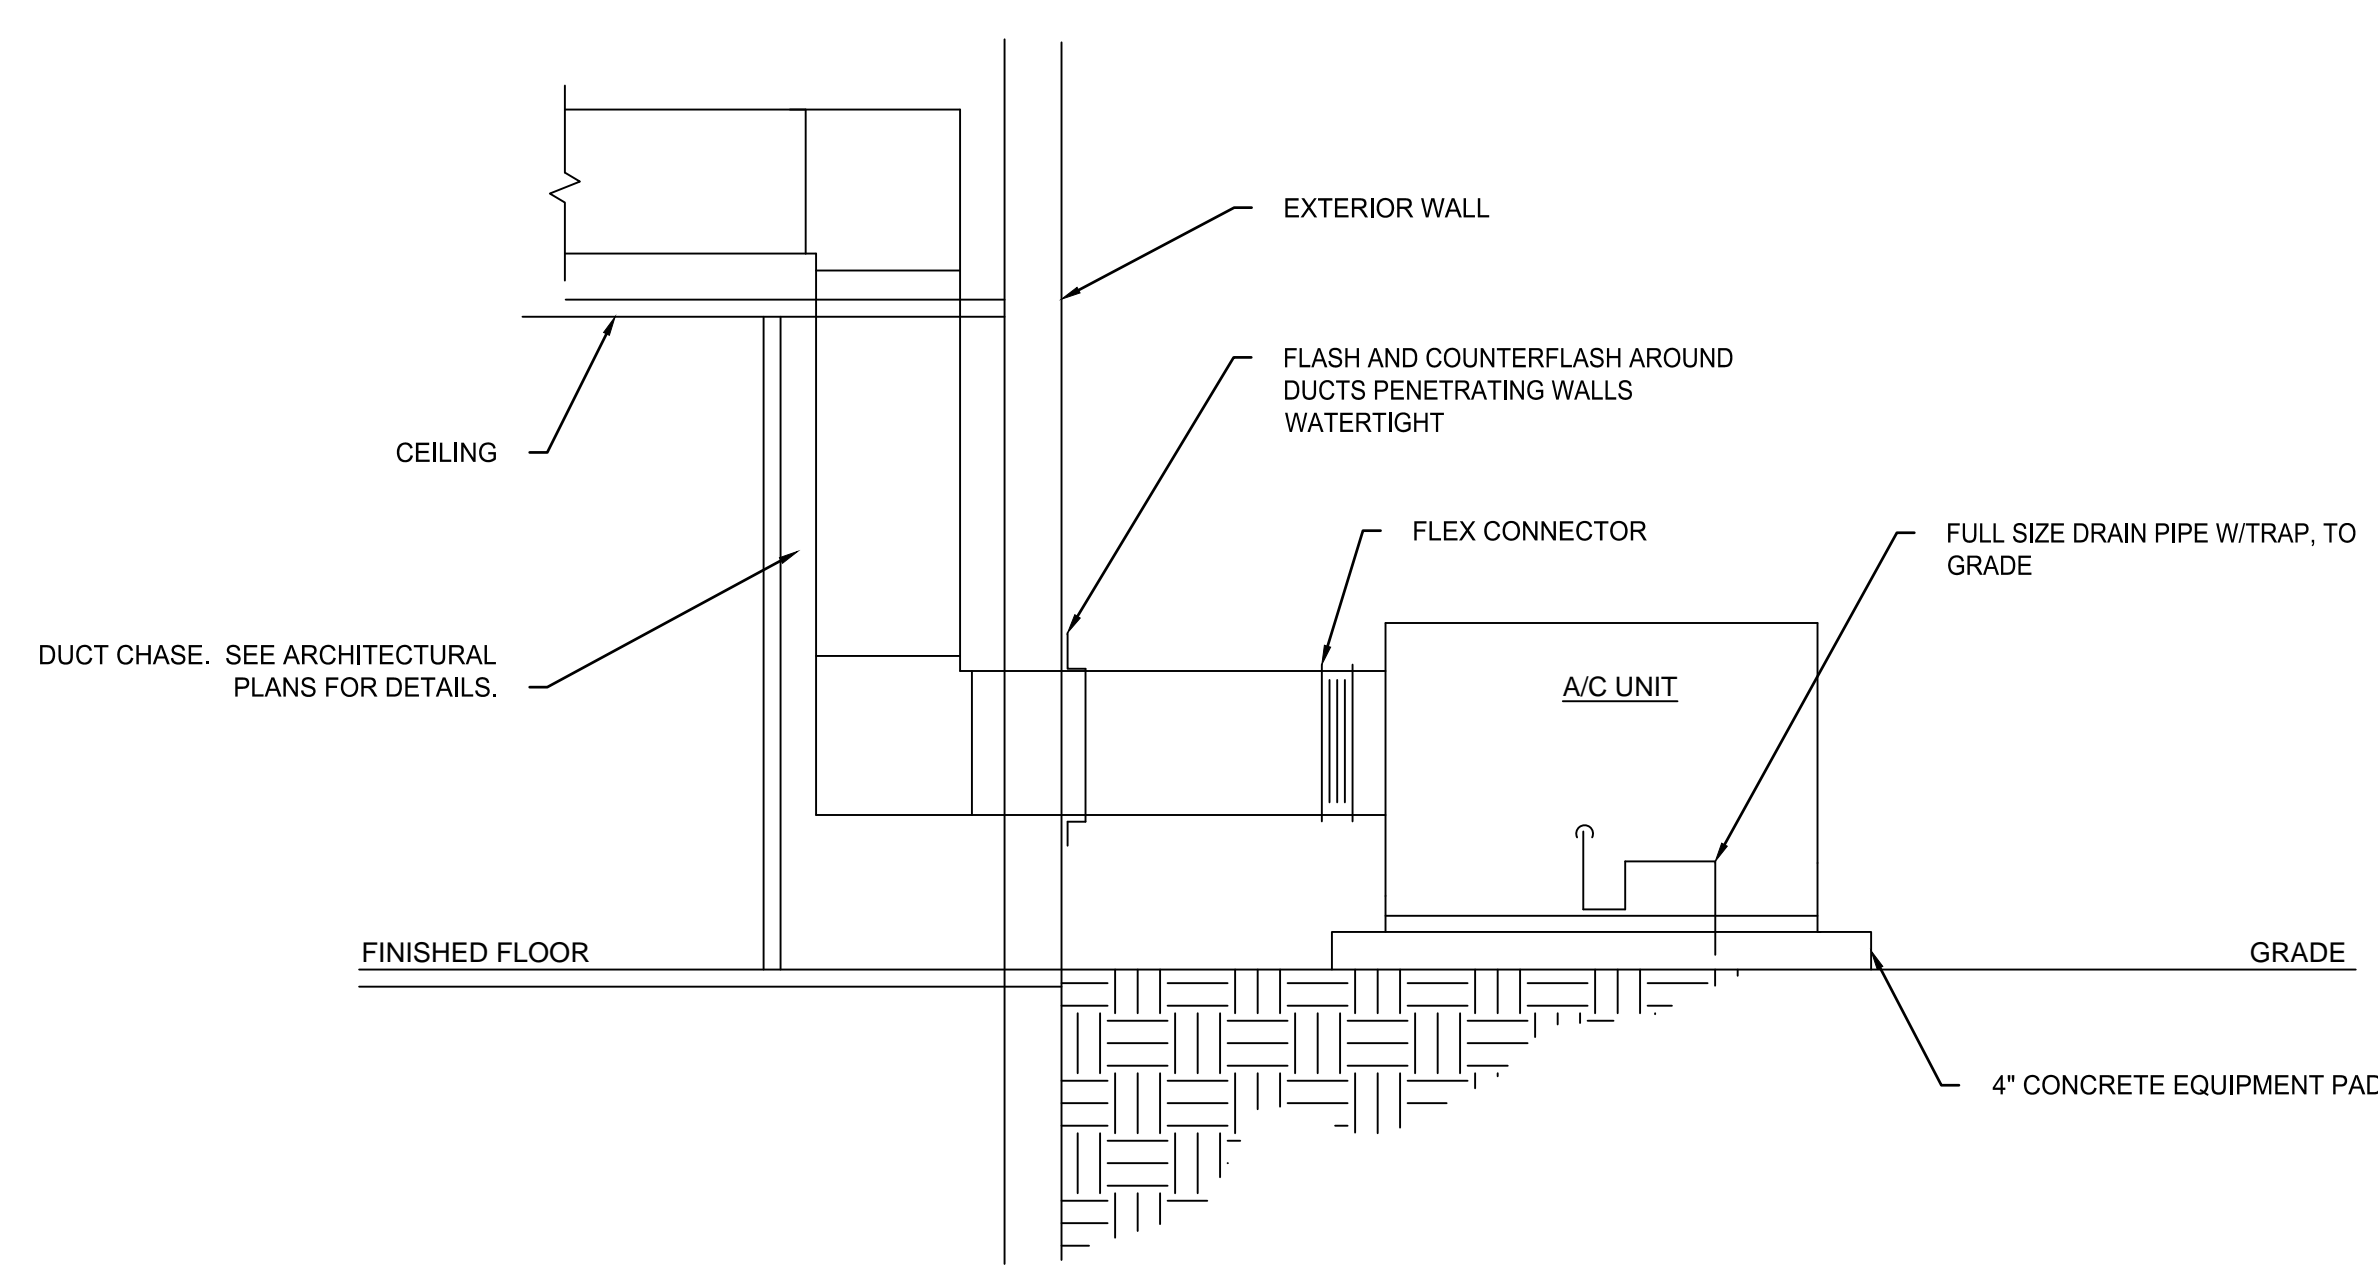 EXTERIOR WALL
FLASH AND COUNTERFLASH AROUND
DUCTS PENETRATING WALLS
WATERTIGHT
CEILING
FLEX CONNECTOR
FULL SIZE DRAIN PIPE W/TRAP, TO
GRADE
DUCT CHASE.  SEE ARCHITECTURAL
PLANS FOR DETAILS.
A/C UNIT
FINISHED FLOOR
GRADE
4" CONCRETE EQUIPMENT PAD